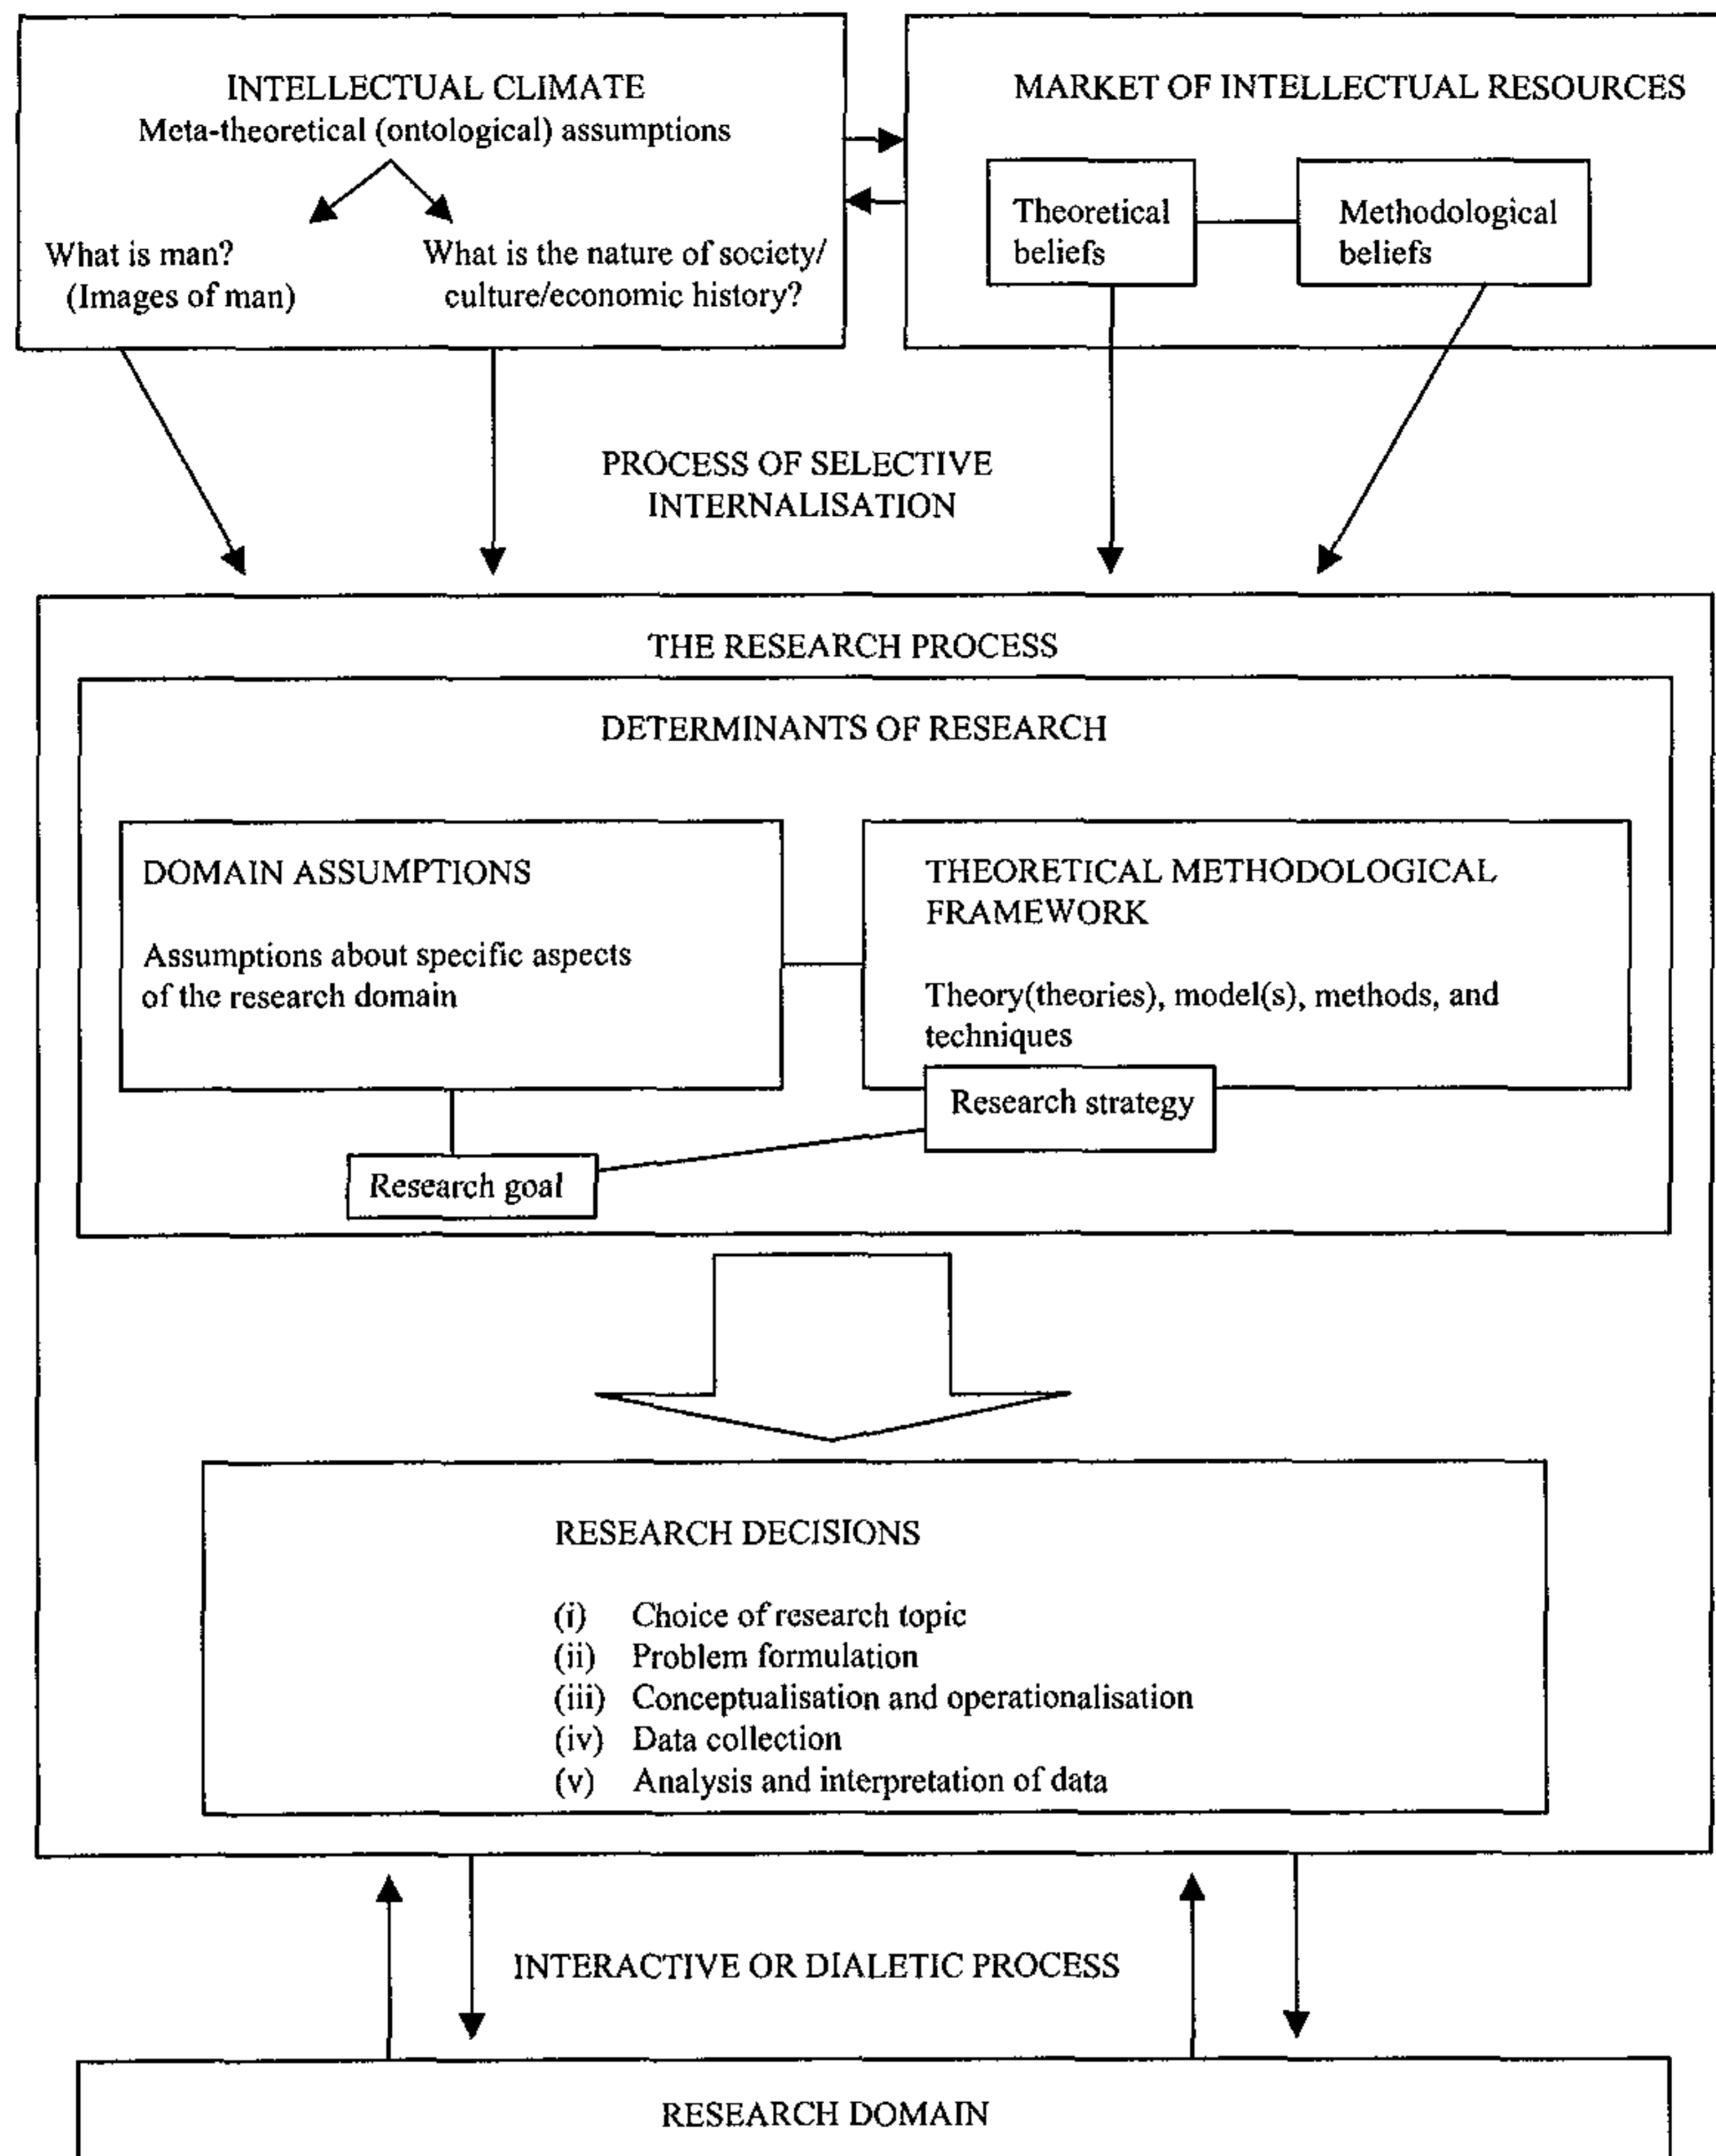 INTELLECTUAL CLIMATE
Meta-theoretical (ontological) assumptions
What is man?
(Images of man)
What is the nature of society/
culture/economic history?
MARKET OF INTELLECTUAL RESOURCES
Theoretical
beliefs
Methodological
beliefs
PROCESS OF SELECTIVE
INTERNALISATION
THE RESEARCH PROCESS
DETERMINANTS OF RESEARCH
DOMAIN ASSUMPTIONS
Assumptions about specific aspects
of the research domain
THEORETICAL METHODOLOGICAL
FRAMEWORK
Theory(theories), model(s), methods, and
techniques
Research strategy
Research goal
RESEARCH DECISIONS
(i) Choice of research topic
(ii) Problem formulation
(iii) Conceptualisation and operationalisation
(iv) Data collection
(v) Analysis and interpretation of data
INTERACTIVE OR DIALETIC PROCESS
RESEARCH DOMAIN